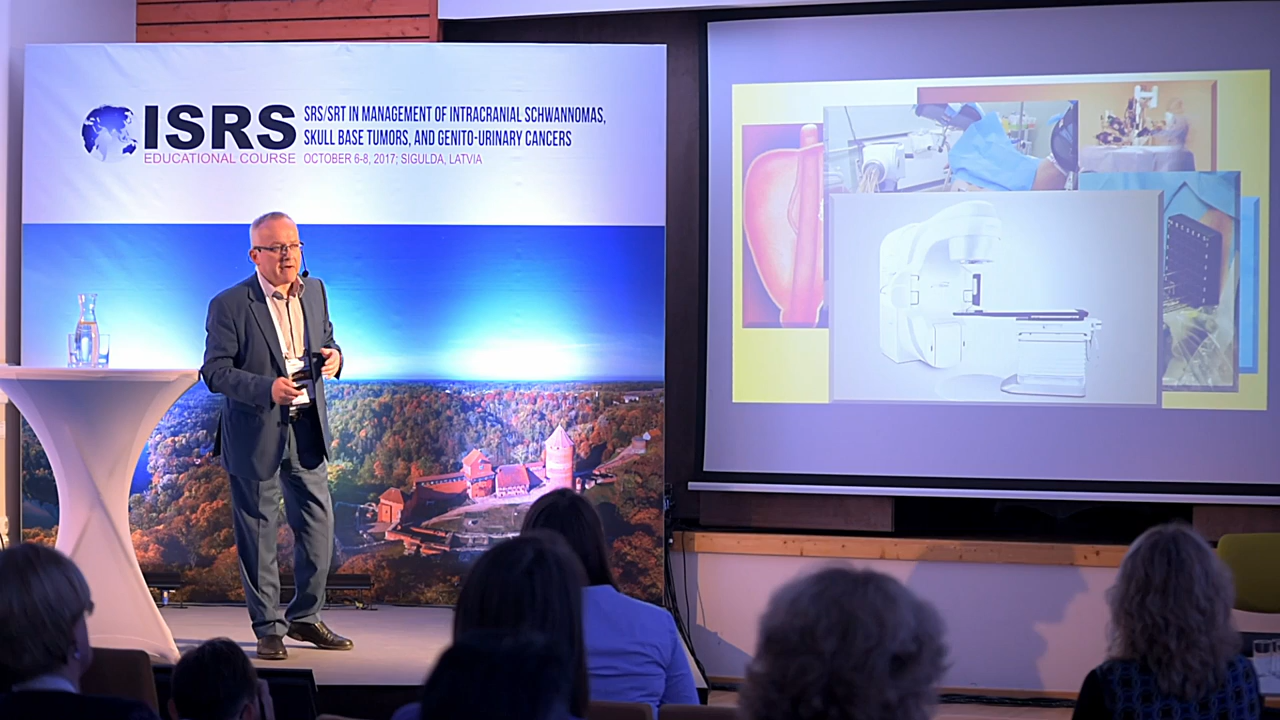 ISRS
EDUCATIONAL COURSE
SRS/SRT IN MANAGEMENT OF INTRACRANIAL SCHWANNOMAS,
SKULL BASE TUMORS, AND GENITO-URINARY CANCERS
OCTOBER 6-8, 2017; SIGULDA, LATVIA